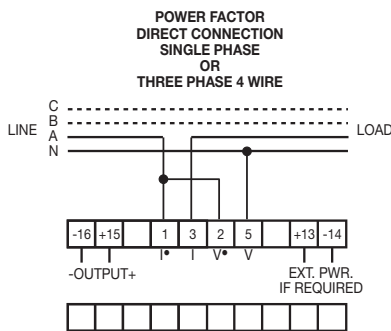 POWER FACTOR
DIRECT CONNECTION
SINGLE PHASE
OR
THREE PHASE 4 WIRE
C
B
LINE A LOAD
N
-16 +15 1 3 2 5 +13 -14
I• I V• V
-OUTPUT+ EXT. PWR.
IF REQUIRED